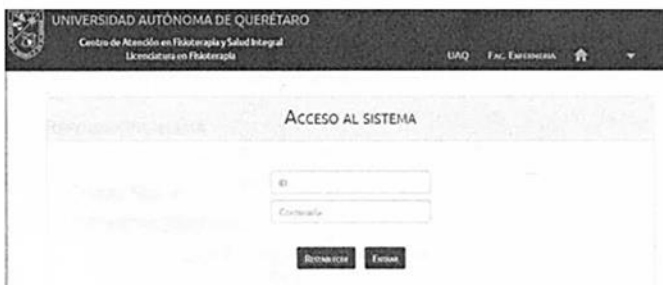 UNIVERSIDAD AUTÓNOMA DE QUERÉTARO
Centro de Atención en Fisioterapia y Salud Integral
Licenciatura en Fisioterapia
UAQ FAC. ENFERMERÍA
ACCESO AL SISTEMA
ID
Contraseña
RESTABLECER ENTRAR